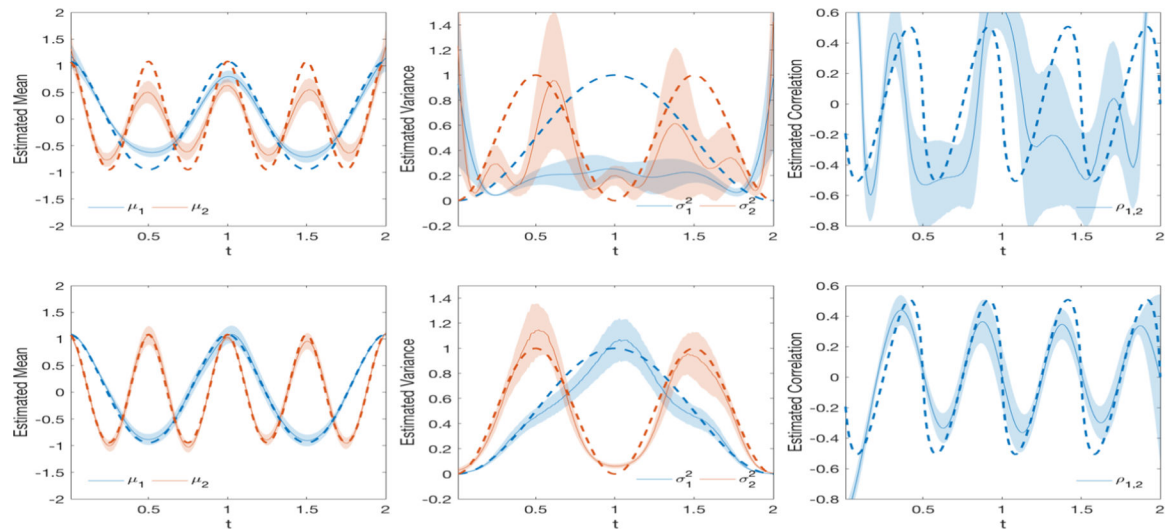 Estimated Mean
2
1.5
1
0.5
0
-0.5
-1
-1.5
-2
μ1 μ2
0.5 1 1.5 2
t
Estimated Variance
1.4
1.2
1
0.8
0.6
0.4
0.2
0
-0.2
σ²1 σ²2
0.5 1 1.5 2
t
Estimated Correlation
0.6
0.4
0.2
0
-0.2
-0.4
-0.6
-0.8
ρ1,2
0.5 1 1.5 2
t
Estimated Mean
2
1.5
1
0.5
0
-0.5
-1
-1.5
-2
μ1 μ2
0.5 1 1.5 2
t
Estimated Variance
1.4
1.2
1
0.8
0.6
0.4
0.2
0
-0.2
σ²1 σ²2
0.5 1 1.5 2
t
Estimated Correlation
0.6
0.4
0.2
0
-0.2
-0.4
-0.6
-0.8
ρ1,2
0.5 1 1.5 2
t